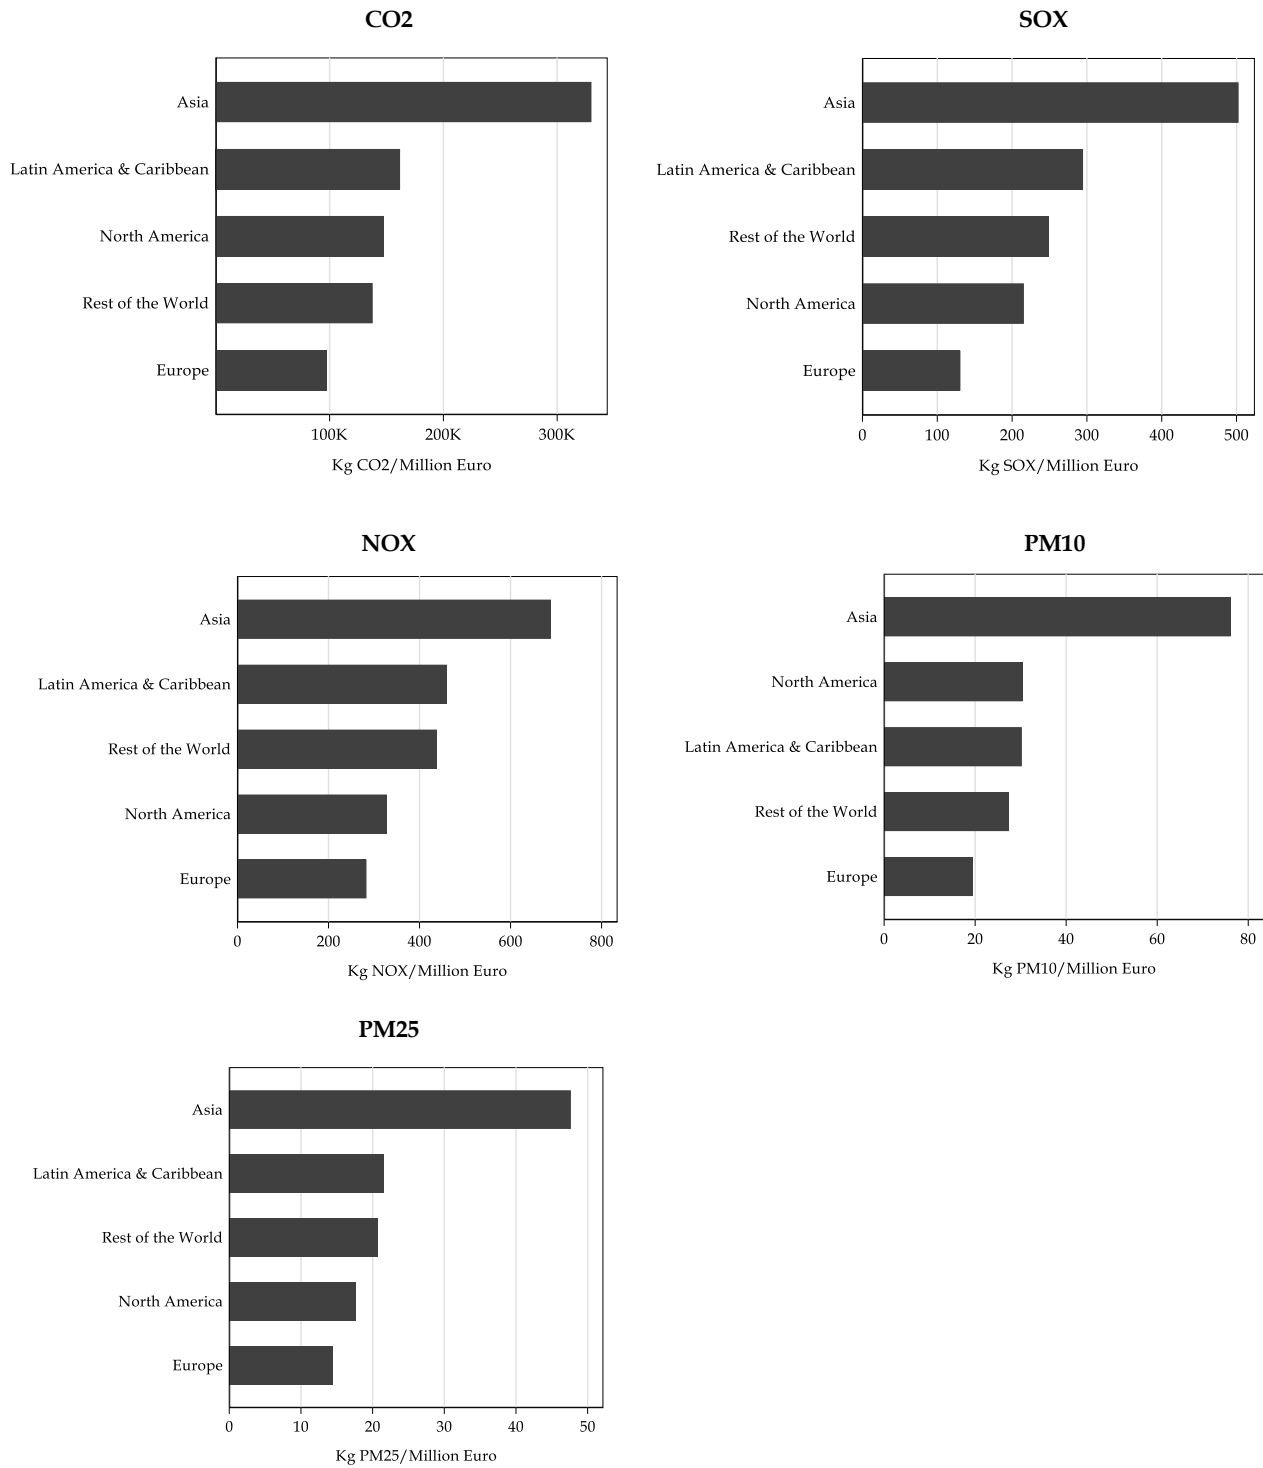 CO2
Asia
Latin America & Caribbean
North America
Rest of the World
Europe
100K 200K 300K
Kg CO2/Million Euro
SOX
Asia
Latin America & Caribbean
Rest of the World
North America
Europe
0 100 200 300 400 500
Kg SOX/Million Euro
NOX
Asia
Latin America & Caribbean
Rest of the World
North America
Europe
0 200 400 600 800
Kg NOX/Million Euro
PM10
Asia
North America
Latin America & Caribbean
Rest of the World
Europe
0 20 40 60 80
Kg PM10/Million Euro
PM25
Asia
Latin America & Caribbean
Rest of the World
North America
Europe
0 10 20 30 40 50
Kg PM25/Million Euro